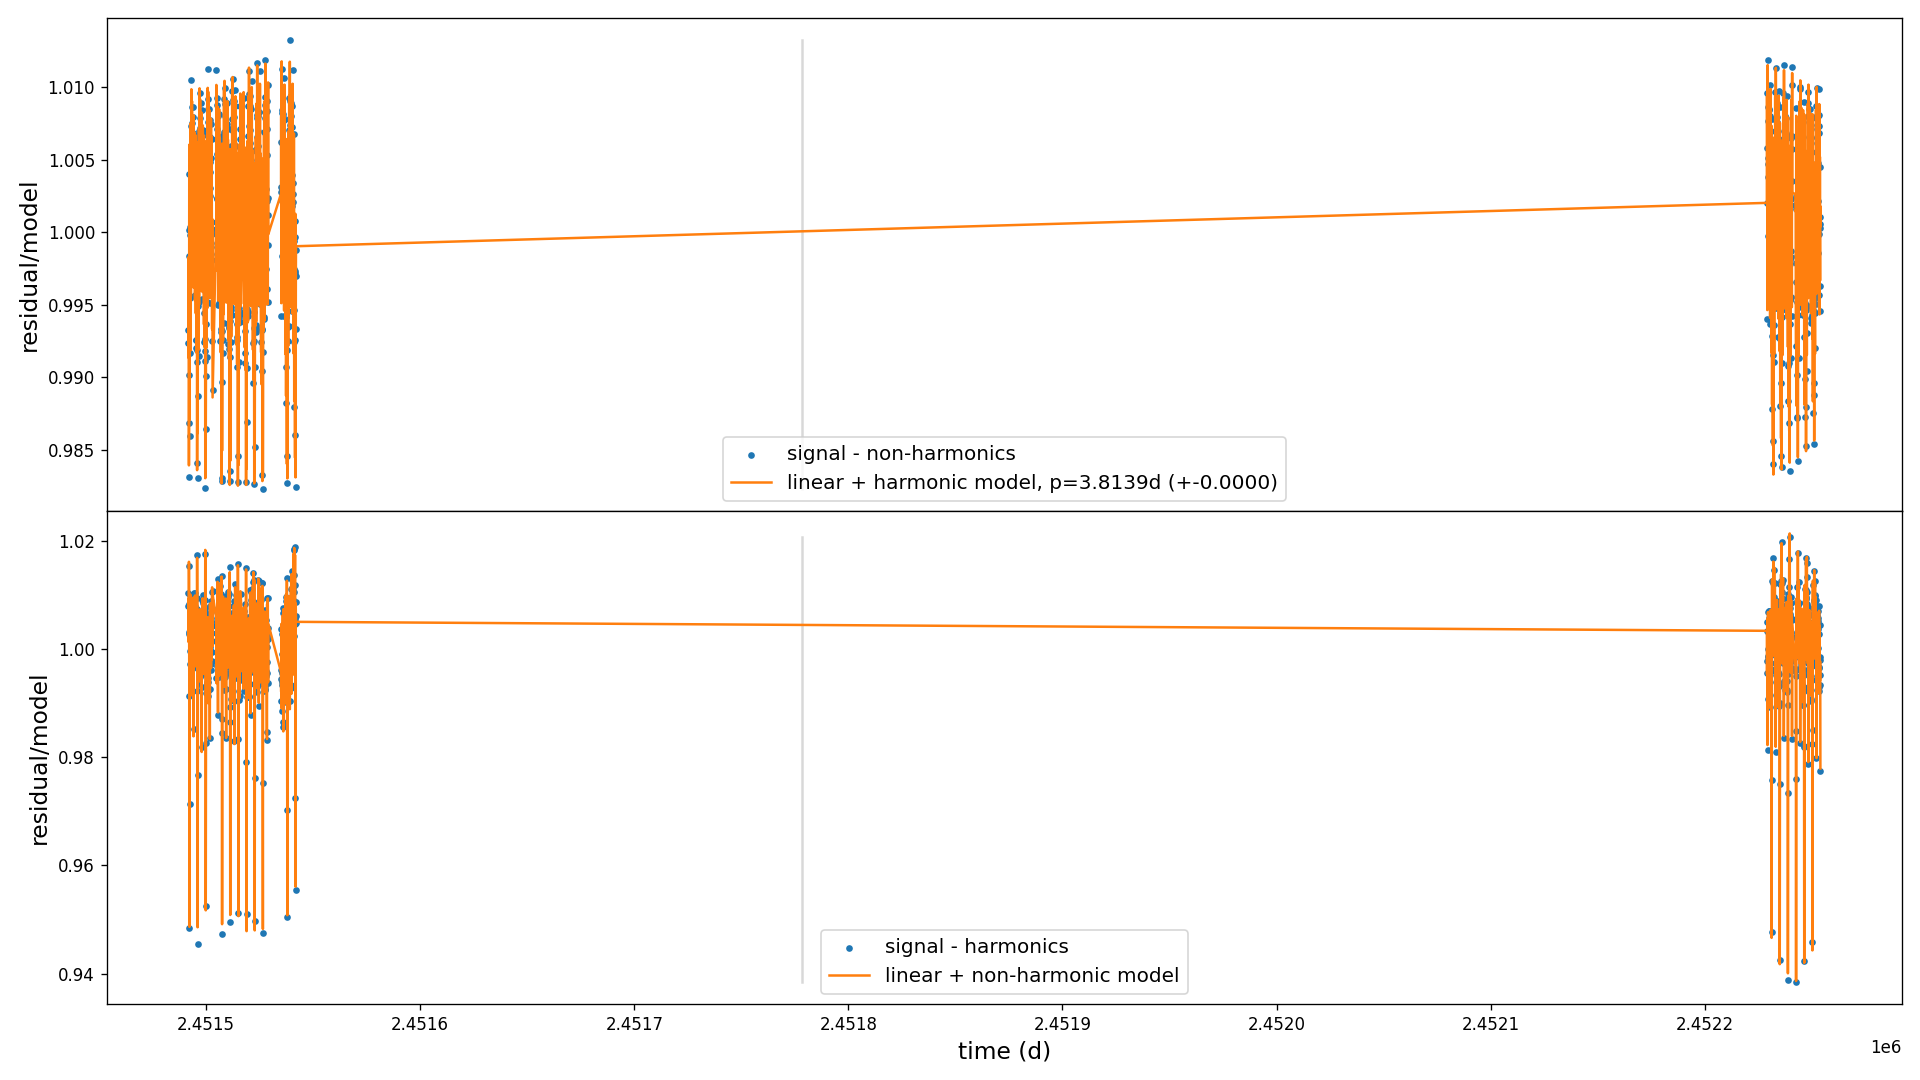 1.010
1.005
1.000
0.995
0.990
0.985
residual/model
signal - non-harmonics
linear + harmonic model, p=3.8139d (+-0.0000)
1.02
1.00
0.98
0.96
0.94
residual/model
signal - harmonics
linear + non-harmonic model
2.4515 2.4516 2.4517 2.4518 2.4519 2.4520 2.4521 2.4522
1e6
time (d)